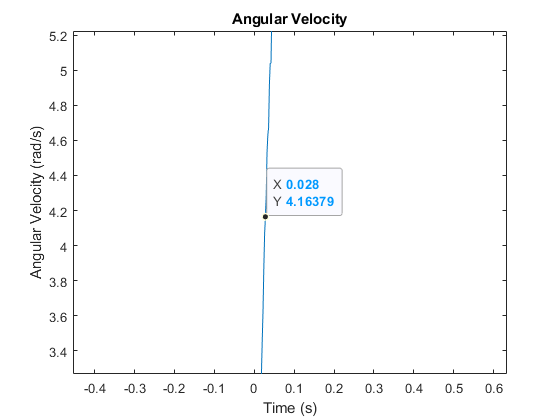 Angular Velocity
5.2
5
4.8
4.6
4.4
4.2
4
3.8
3.6
3.4
Angular Velocity (rad/s)
X 0.028
Y 4.16379
-0.4 -0.3 -0.2 -0.1 0 0.1 0.2 0.3 0.4 0.5 0.6
Time (s)